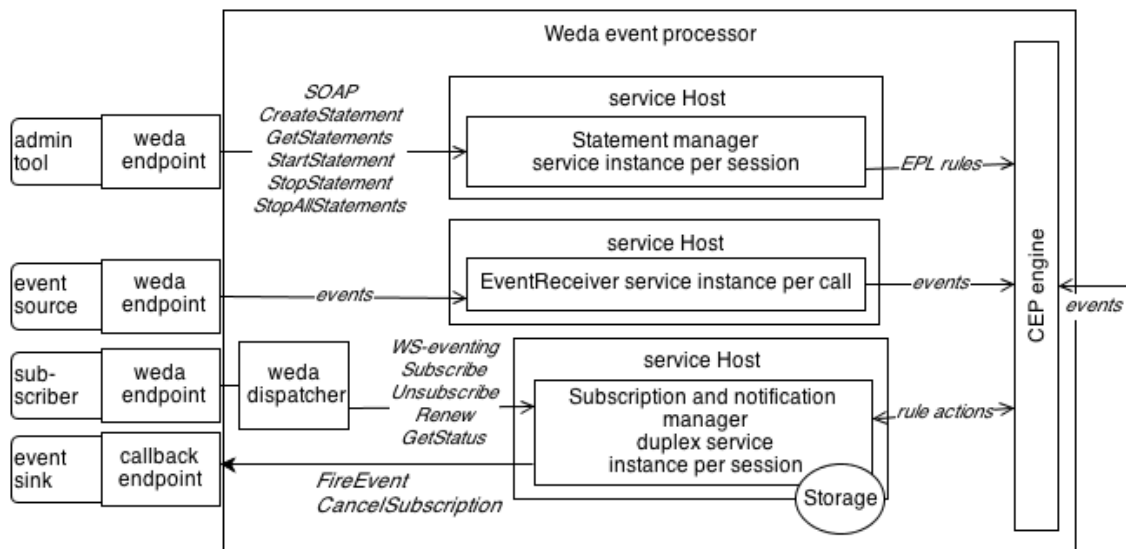 Weda event processor
admin
tool
weda
endpoint
SOAP
CreateStatement
GetStatements
StartStatement
StopStatement
StopAllStatements
service Host
Statement manager
service instance per session
EPL rules
event
source
weda
endpoint
events
service Host
EventReceiver service instance per call
events
CEP engine
events
sub-
scriber
weda
endpoint
weda
dispatcher
WS-eventing
Subscribe
Unsubscribe
Renew
GetStatus
service Host
Subscription and notification
manager
duplex service
instance per session
rule actions
Storage
event
sink
callback
endpoint
FireEvent
CancelSubscription